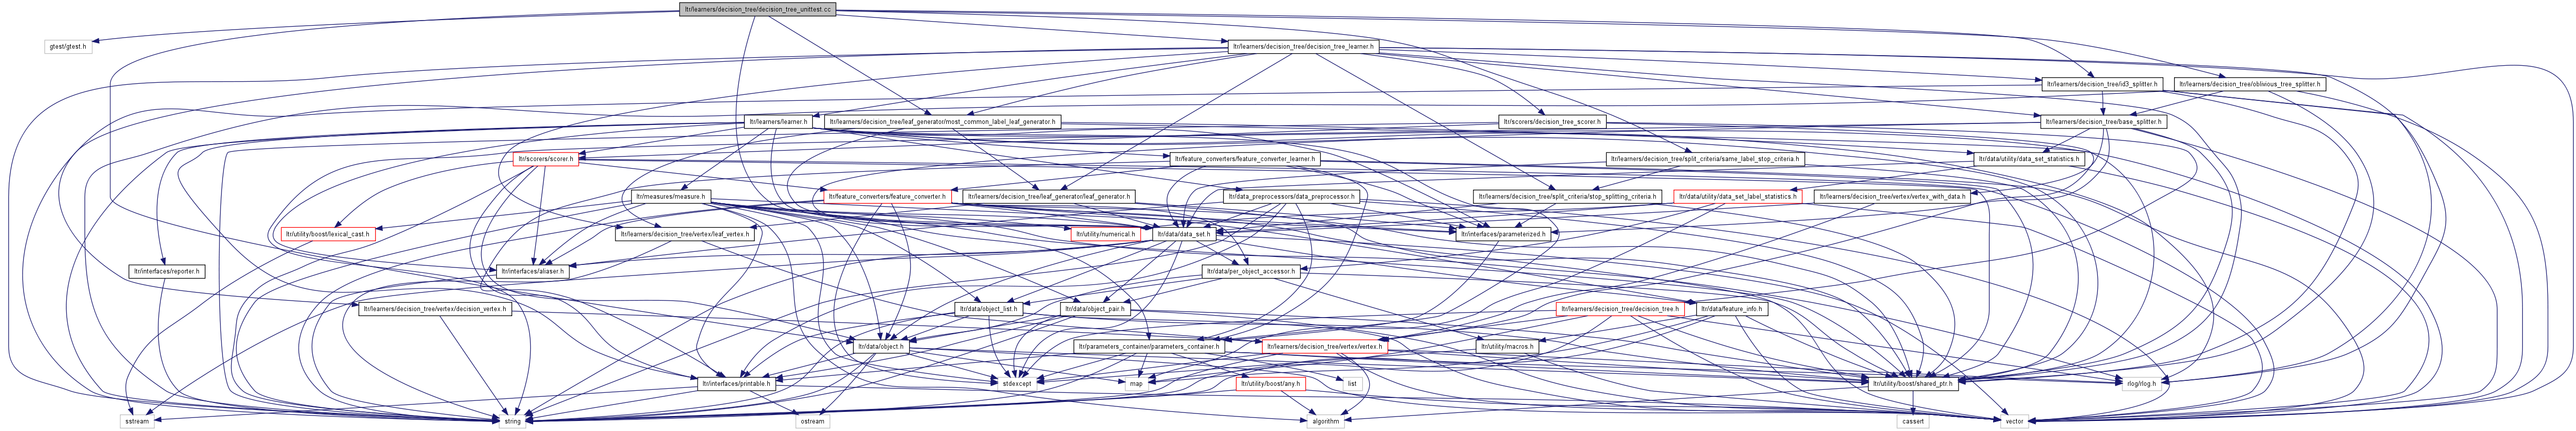 ltr/learners/decision_tree/decision_tree_unittest.cc
gtest/gtest.h
ltr/learners/decision_tree/decision_tree_learner.h
ltr/learners/decision_tree/id3_splitter.h
ltr/learners/decision_tree/oblivious_tree_splitter.h
ltr/learners/learner.h
ltr/learners/decision_tree/leaf_generator/most_common_label_leaf_generator.h
ltr/scorers/decision_tree_scorer.h
ltr/learners/decision_tree/base_splitter.h
ltr/scorers/scorer.h
ltr/feature_converters/feature_converter_learner.h
ltr/learners/decision_tree/split_criteria/same_label_stop_criteria.h
ltr/data/utility/data_set_statistics.h
ltr/measures/measure.h
ltr/feature_converters/feature_converter.h
ltr/learners/decision_tree/leaf_generator/leaf_generator.h
ltr/data_preprocessors/data_preprocessor.h
ltr/learners/decision_tree/split_criteria/stop_splitting_criteria.h
ltr/data/utility/data_set_label_statistics.h
ltr/learners/decision_tree/vertex/vertex_with_data.h
ltr/utility/boost/lexical_cast.h
ltr/learners/decision_tree/vertex/leaf_vertex.h
ltr/utility/numerical.h
ltr/data/data_set.h
ltr/interfaces/parameterized.h
ltr/interfaces/reporter.h
ltr/interfaces/aliaser.h
ltr/data/per_object_accessor.h
ltr/learners/decision_tree/vertex/decision_vertex.h
ltr/data/object_list.h
ltr/data/object_pair.h
ltr/learners/decision_tree/decision_tree.h
ltr/data/feature_info.h
ltr/data/object.h
ltr/parameters_container/parameters_container.h
ltr/learners/decision_tree/vertex/vertex.h
ltr/utility/macros.h
ltr/interfaces/printable.h
stdexcept
map
ltr/utility/boost/any.h
list
ltr/utility/boost/shared_ptr.h
rlog/rlog.h
sstream
string
ostream
algorithm
cassert
vector